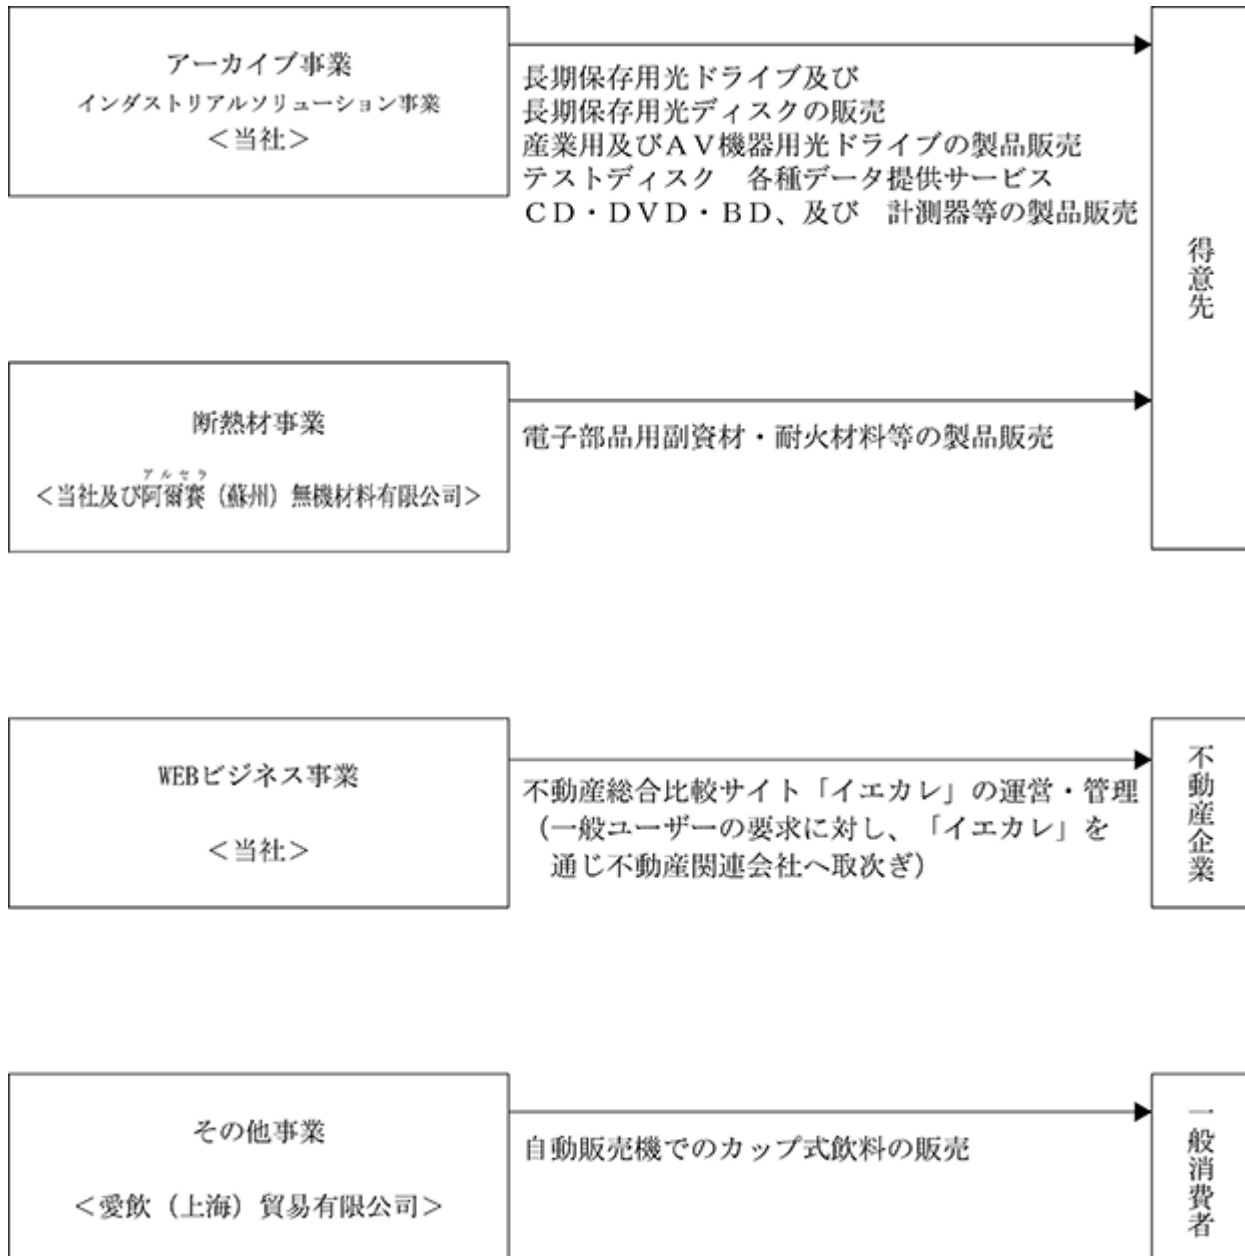 アーカイブ事業
インダストリアルソリューション事業
＜当社＞
長期保存用光ドライブ及び
長期保存用光ディスクの販売
産業用及びＡＶ機器用光ドライブの製品販売
テストディスク　各種データ提供サービス
ＣＤ・ＤＶＤ・ＢＤ、及び　計測器等の製品販売
得意先
断熱材事業
アルセラ
＜当社及び阿爾賽（蘇州）無機材料有限公司＞
電子部品用副資材・耐火材料等の製品販売
WEBビジネス事業
＜当社＞
不動産総合比較サイト「イエカレ」の運営・管理
（一般ユーザーの要求に対し、「イエカレ」を
通じ不動産関連会社へ取次ぎ）
不動産企業
その他事業
＜愛飲（上海）貿易有限公司＞
自動販売機でのカップ式飲料の販売
一般消費者